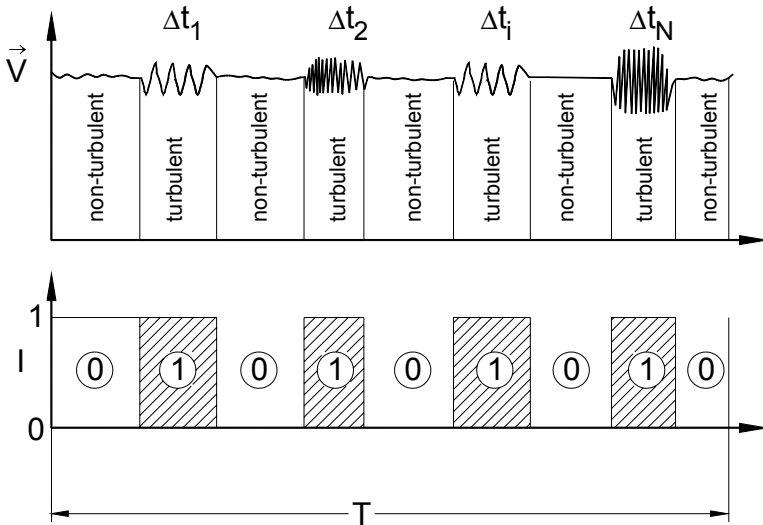 Δt1 Δt2 Δti ΔtN
V
non-turbulent turbulent non-turbulent turbulent non-turbulent turbulent non-turbulent turbulent non-turbulent
1
I 0 1 0 1 0 1 0 1 0
0
T